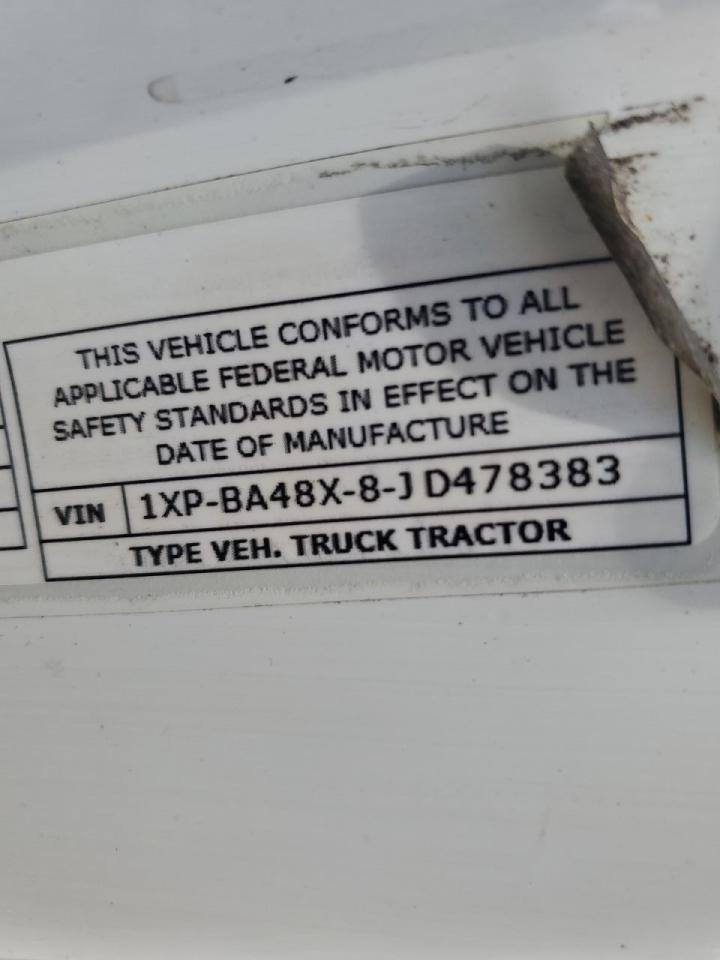 THIS VEHICLE CONFORMS TO ALL
APPLICABLE FEDERAL MOTOR VEHICLE
SAFETY STANDARDS IN EFFECT ON THE
DATE OF MANUFACTURE
VIN 1XP-BA48X-8-J D478383
TYPE VEH. TRUCK TRACTOR